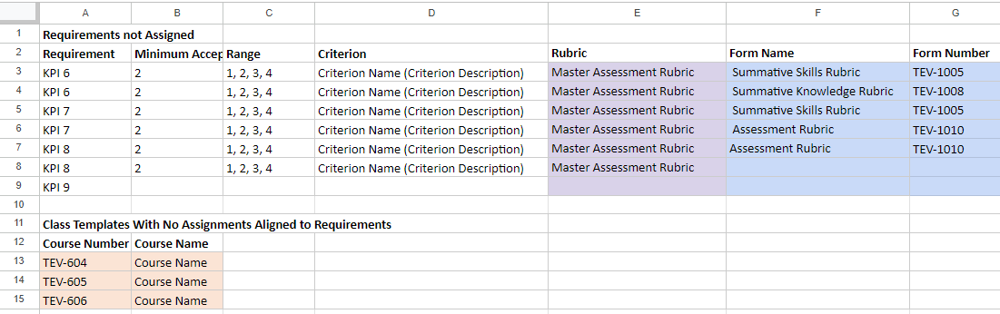 A B C D E F G
1 Requirements not Assigned
2 Requirement Minimum Accep Range Criterion Rubric Form Name Form Number
3 KPI 6 2 1, 2, 3, 4 Criterion Name (Criterion Description) Master Assessment Rubric Summative Skills Rubric TEV-1005
4 KPI 6 2 1, 2, 3, 4 Criterion Name (Criterion Description) Master Assessment Rubric Summative Knowledge Rubric TEV-1008
5 KPI 7 2 1, 2, 3, 4 Criterion Name (Criterion Description) Master Assessment Rubric Summative Skills Rubric TEV-1005
6 KPI 7 2 1, 2, 3, 4 Criterion Name (Criterion Description) Master Assessment Rubric Assessment Rubric TEV-1010
7 KPI 8 2 1, 2, 3, 4 Criterion Name (Criterion Description) Master Assessment Rubric Assessment Rubric TEV-1010
8 KPI 8 2 1, 2, 3, 4 Criterion Name (Criterion Description) Master Assessment Rubric
9 KPI 9
10
11 Class Templates With No Assignments Aligned to Requirements
12 Course Number Course Name
13 TEV-604 Course Name
14 TEV-605 Course Name
15 TEV-606 Course Name